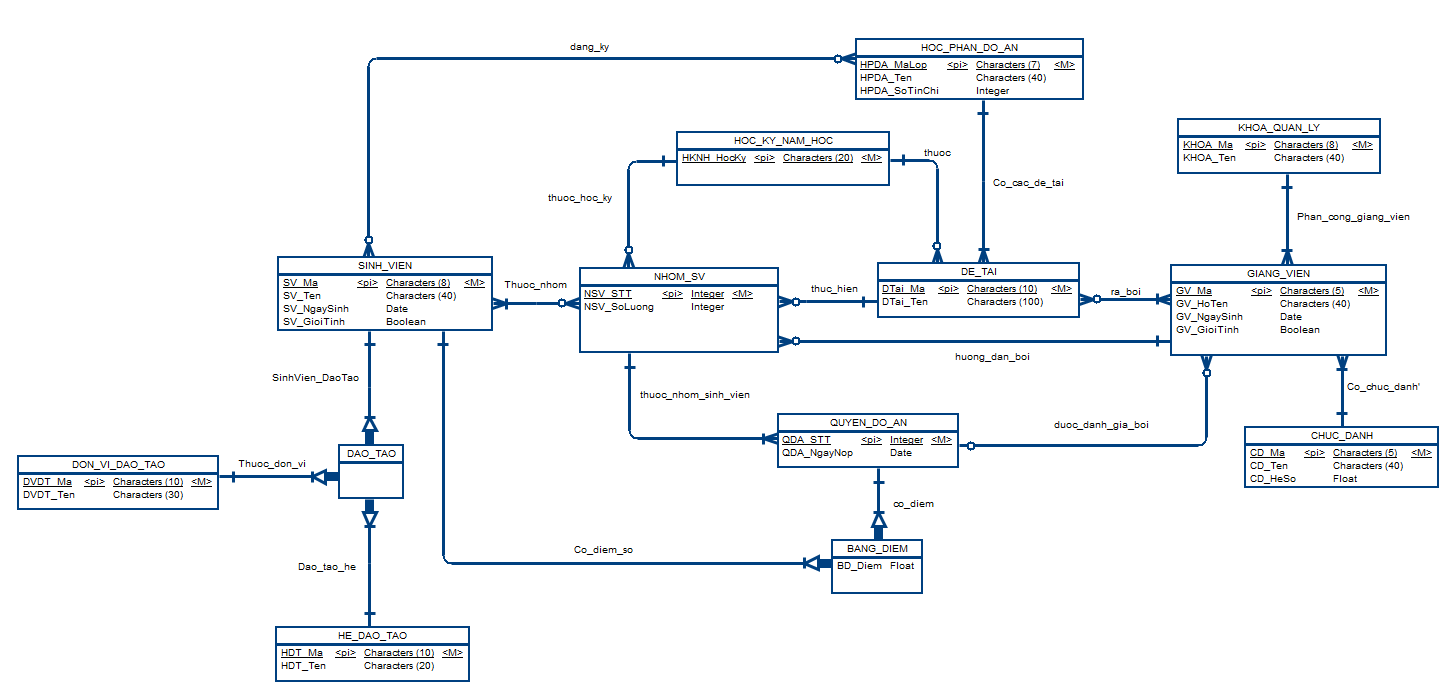 dang_ky
HOC_PHAN_DO_AN
HPDA_MaLop <pi> Characters (7) <M>
HPDA_Ten Characters (40)
HPDA_SoTinChi Integer
HOC_KY_NAM_HOC
HKNH_HocKy <pi> Characters (20) <M>
thuoc
KHOA_QUAN_LY
KHOA_Ma <pi> Characters (8) <M>
KHOA_Ten Characters (40)
Co_cac_de_tai
thuoc_hoc_ky
Phan_cong_giang_vien
SINH_VIEN
SV_Ma <pi> Characters (8) <M>
SV_Ten Characters (40)
SV_NgaySinh Date
SV_GioiTinh Boolean
Thuoc_nhom
NHOM_SV
NSV_STT <pi> Integer <M>
NSV_SoLuong Integer
thuc_hien
DE_TAI
DTai_Ma <pi> Characters (10) <M>
DTai_Ten Characters (100)
ra_boi
GIANG_VIEN
GV_Ma <pi> Characters (5) <M>
GV_HoTen Characters (40)
GV_NgaySinh Date
GV_GioiTinh Boolean
huong_dan_boi
SinhVien_DaoTao
thuoc_nhom_sinh_vien
Co_chuc_danh'
QUYEN_DO_AN
QDA_STT <pi> Integer <M>
QDA_NgayNop Date
duoc_danh_gia_boi
CHUC_DANH
CD_Ma <pi> Characters (5) <M>
CD_Ten Characters (40)
CD_HeSo Float
DAO_TAO
DON_VI_DAO_TAO
DVDT_Ma <pi> Characters (10) <M>
DVDT_Ten Characters (30)
Thuoc_don_vi
co_diem
Co_diem_so
BANG_DIEM
BD_Diem Float
Dao_tao_he
HE_DAO_TAO
HDT_Ma <pi> Characters (10) <M>
HDT_Ten Characters (20)